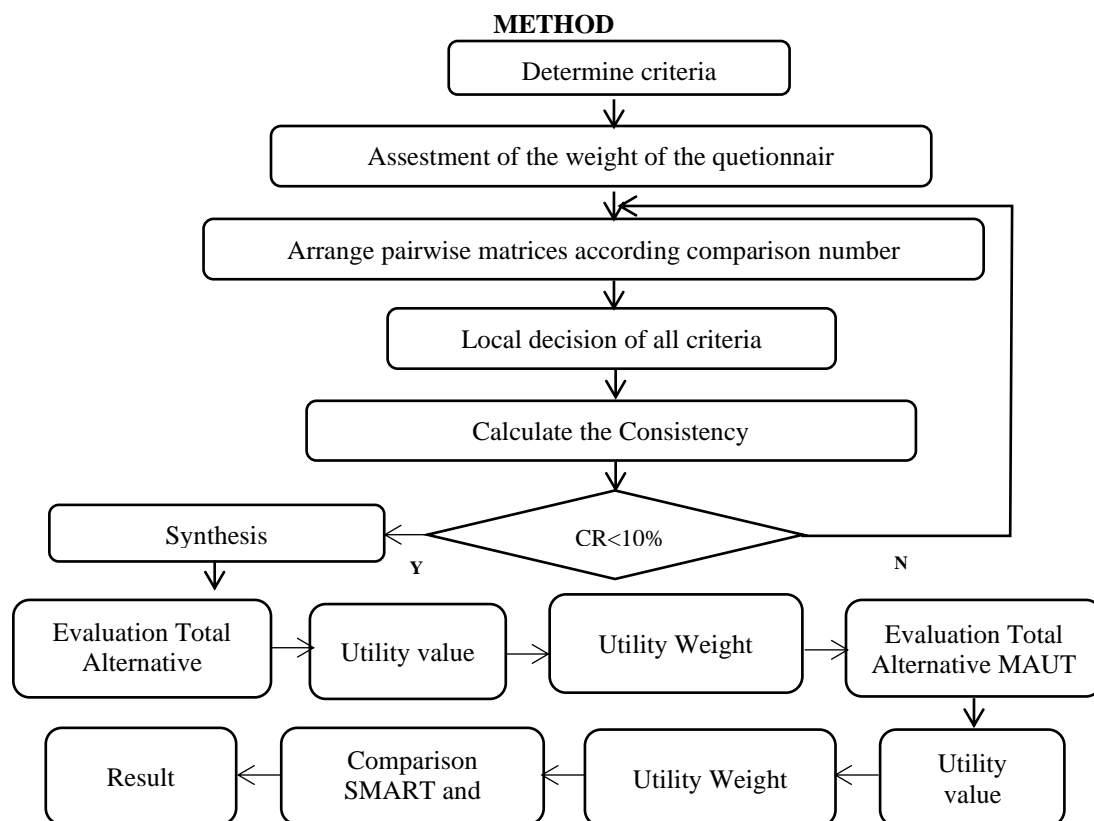 METHOD
Determine criteria
Assestment of the weight of the quetionnair
Arrange pairwise matrices according comparison number
Local decision of all criteria
Calculate the Consistency
CR<10%
Synthesis
Y
N
Evaluation Total
Alternative
Utility value
Utility Weight
Evaluation Total
Alternative MAUT
Utility
value
Utility Weight
Comparison
SMART and
Result